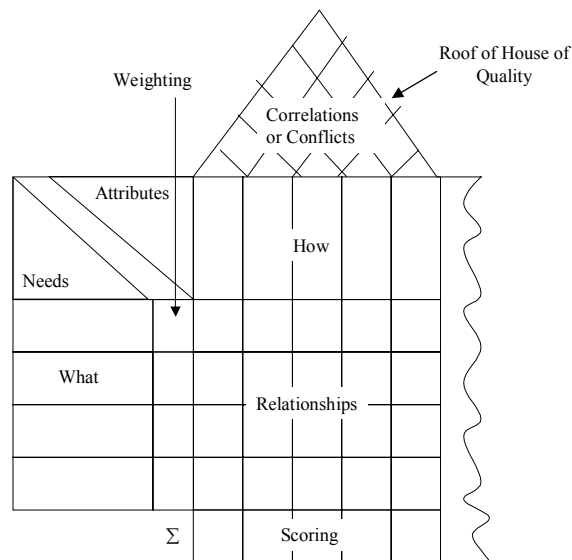 Roof of House of
Quality
Weighting
Correlations
or Conflicts
Attributes
How
Needs
What
Relationships
Σ
Scoring